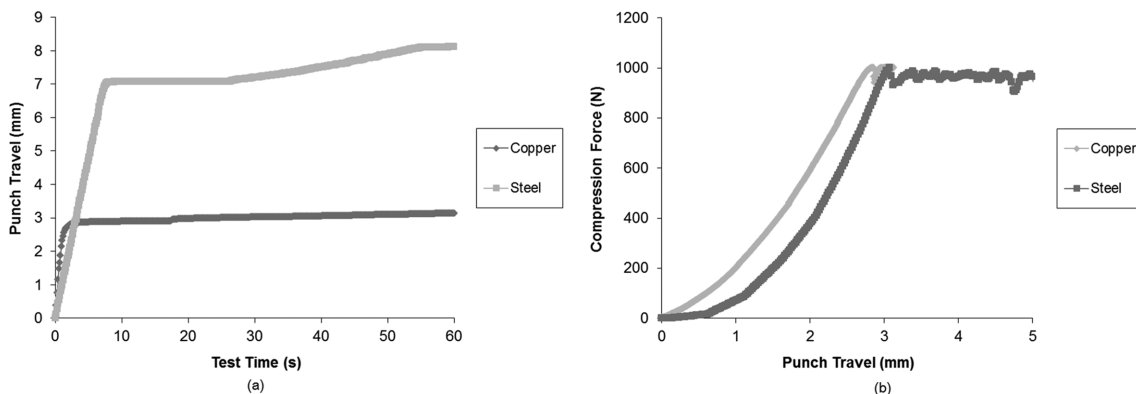 9
8
7
6
5
4
3
2
1
0
Punch Travel (mm)
0 10 20 30 40 50 60
Test Time (s)
Copper
Steel
(a)
1200
1000
800
600
400
200
0
Compression Force (N)
0 1 2 3 4 5
Punch Travel (mm)
Copper
Steel
(b)